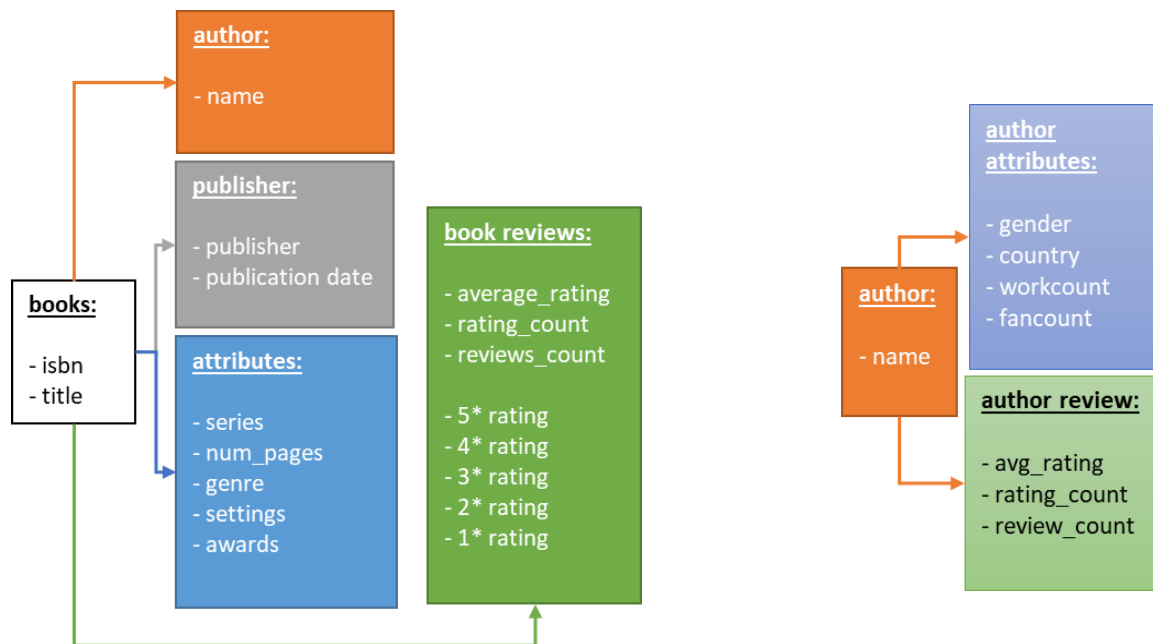 books:
- isbn
- title
author:
- name
publisher:
- publisher
- publication date
attributes:
- series
- num_pages
- genre
- settings
- awards
book reviews:
- average_rating
- rating_count
- reviews_count
- 5* rating
- 4* rating
- 3* rating
- 2* rating
- 1* rating
author:
- name
author
attributes:
- gender
- country
- workcount
- fancount
author review:
- avg_rating
- rating_count
- review_count